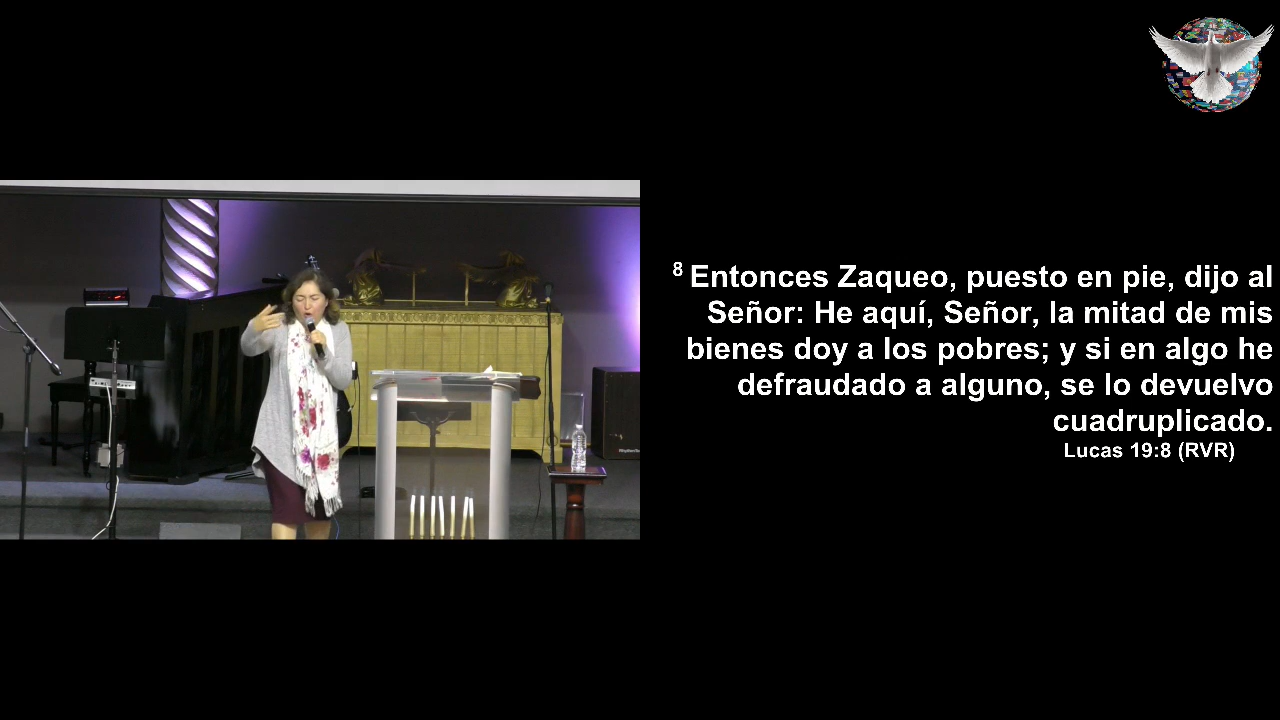 8 Entonces Zaqueo, puesto en pie, dijo al
Señor: He aquí, Señor, la mitad de mis
bienes doy a los pobres; y si en algo he
defraudado a alguno, se lo devuelvo
cuadruplicado.
Lucas 19:8 (RVR)